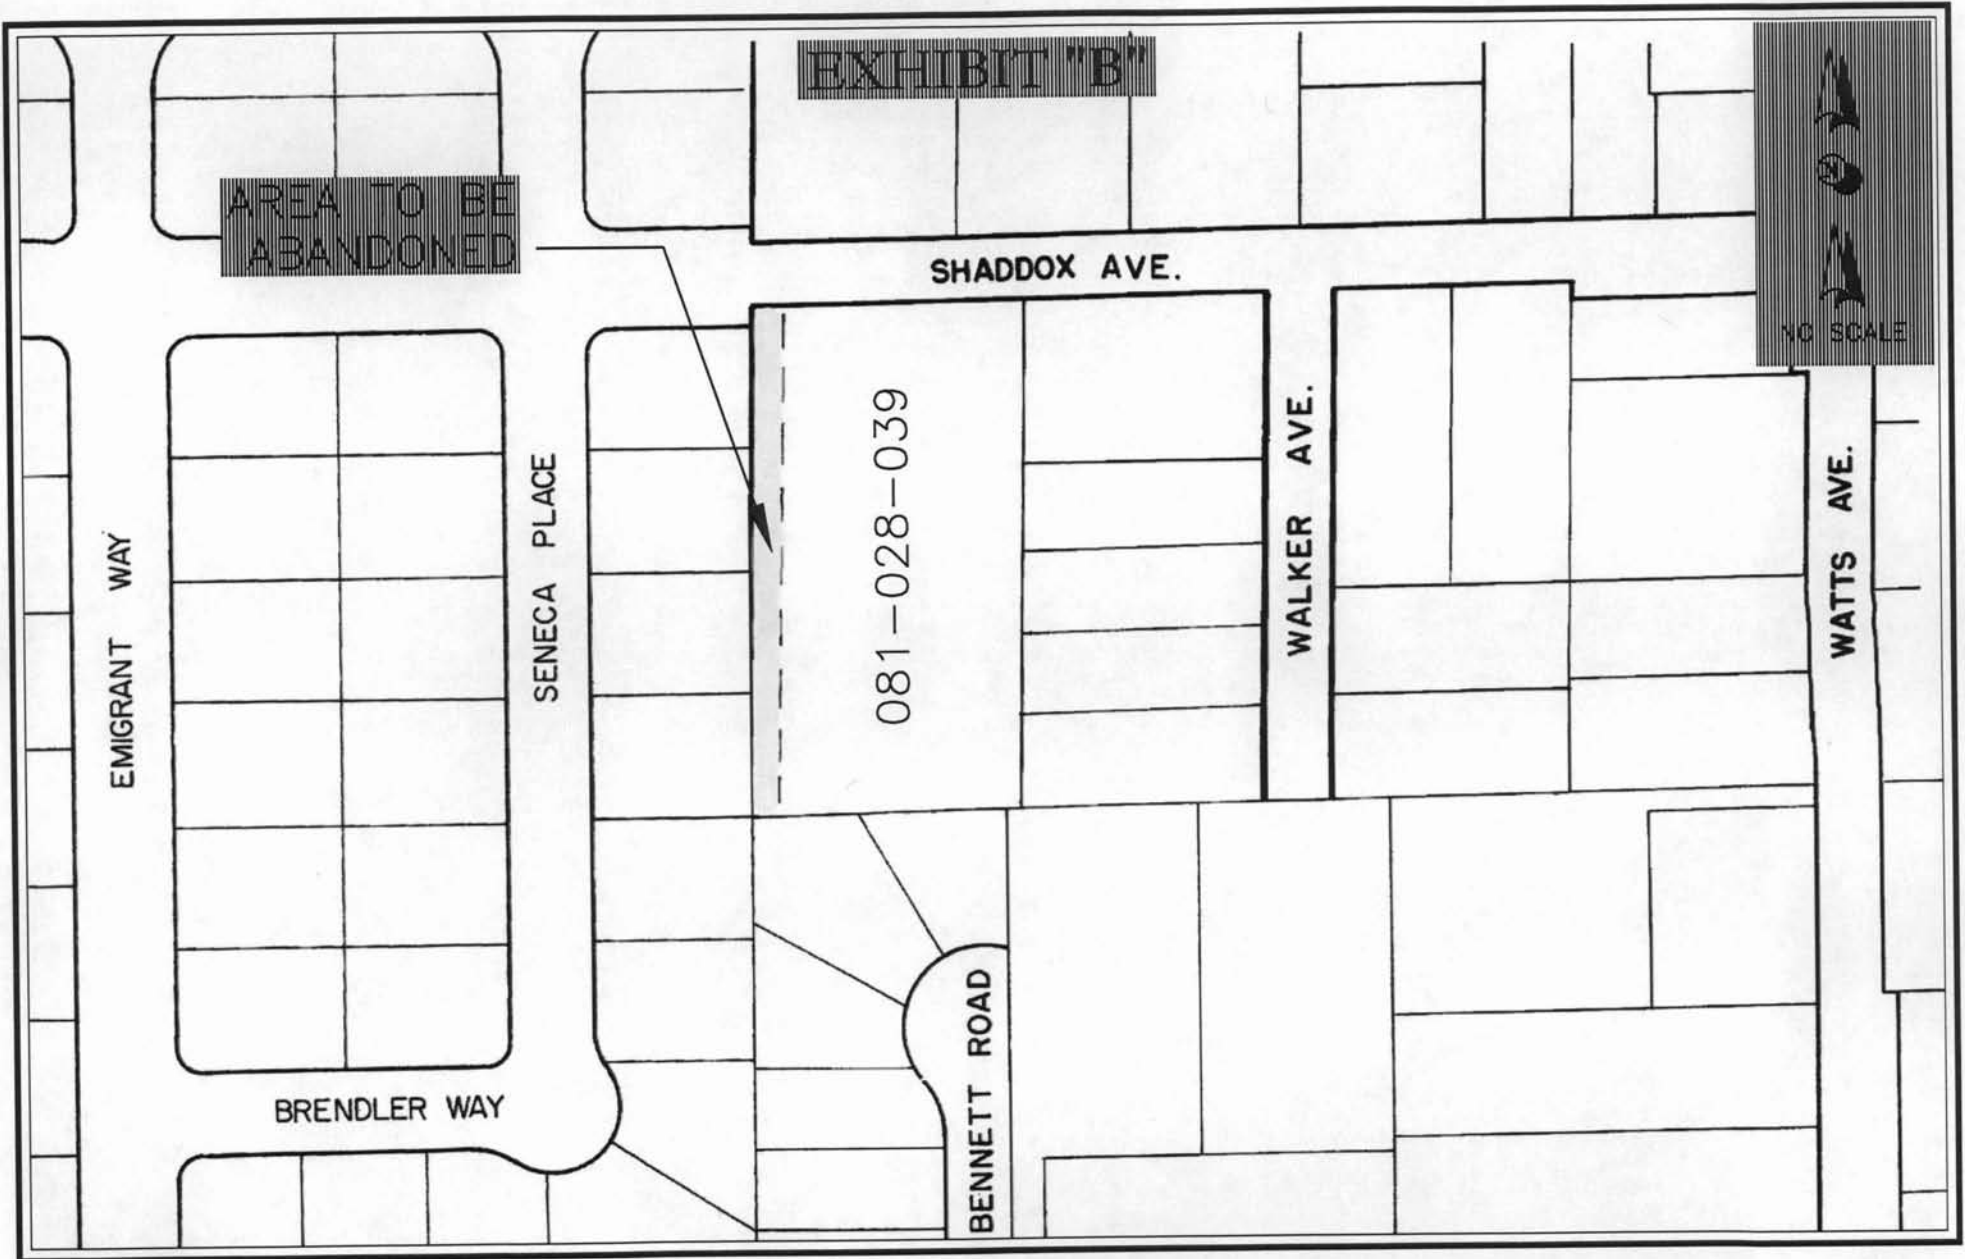 EXHIBIT "B"
AREA TO BE
ABANDONED
SHADDOX AVE.
NO SCALE
081-028-039
WALKER AVE.
WATTS AVE.
SENECA PLACE
EMIGRANT WAY
BRENDLER WAY
BENNETT ROAD